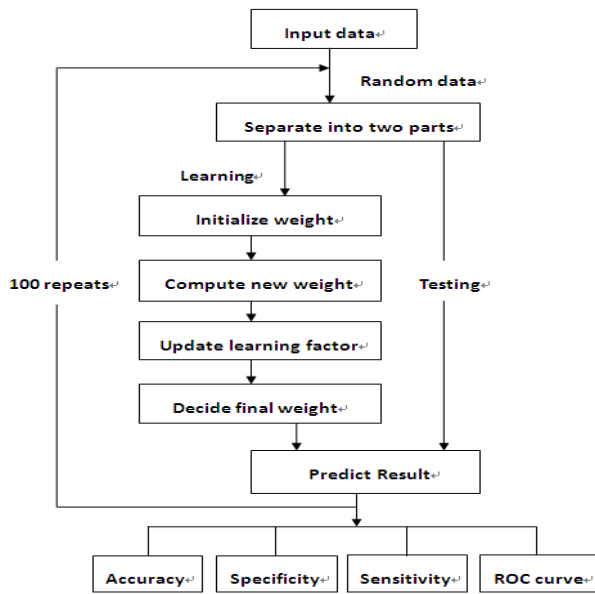 Input data↵
Random data↵
Separate into two parts↵
Learning↵
Initialize weight↵
100 repeats↵
Compute new weight↵
Testing↵
Update learning factor↵
Decide final weight↵
Predict Result↵
Accuracy↵
Specificity↵
Sensitivity↵
ROC curve↵